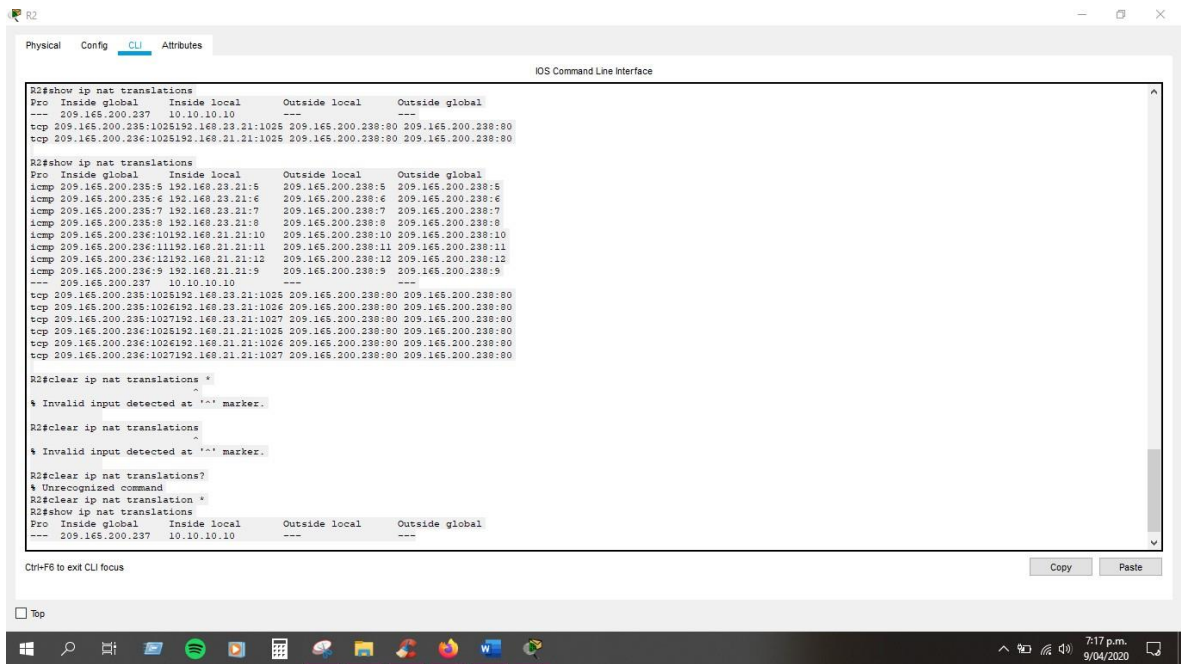 R2
Physical Config CLI Attributes
IOS Command Line Interface
R2#show ip nat translations
Pro Inside global Inside local Outside local Outside global
--- 209.165.200.237 10.10.10.10 --- ---
tcp 209.165.200.235:1025192.168.23.21:1025 209.165.200.238:80 209.165.200.238:80
tcp 209.165.200.236:1025192.168.21.21:1025 209.165.200.238:80 209.165.200.238:80
R2#show ip nat translations
Pro Inside global Inside local Outside local Outside global
icmp 209.165.200.235:5 192.168.23.21:5 209.165.200.238:5 209.165.200.238:5
icmp 209.165.200.235:6 192.168.23.21:6 209.165.200.238:6 209.165.200.238:6
icmp 209.165.200.235:7 192.168.23.21:7 209.165.200.238:7 209.165.200.238:7
icmp 209.165.200.235:8 192.168.23.21:8 209.165.200.238:8 209.165.200.238:8
icmp 209.165.200.236:10192.168.21.21:10 209.165.200.238:10 209.165.200.238:10
icmp 209.165.200.236:11192.168.21.21:11 209.165.200.238:11 209.165.200.238:11
icmp 209.165.200.236:12192.168.21.21:12 209.165.200.238:12 209.165.200.238:12
icmp 209.165.200.236:9 192.168.21.21:9 209.165.200.238:9 209.165.200.238:9
--- 209.165.200.237 10.10.10.10 --- ---
tcp 209.165.200.235:1025192.168.23.21:1025 209.165.200.238:80 209.165.200.238:80
tcp 209.165.200.235:1026192.168.23.21:1026 209.165.200.238:80 209.165.200.238:80
tcp 209.165.200.235:1027192.168.23.21:1027 209.165.200.238:80 209.165.200.238:80
tcp 209.165.200.236:1025192.168.21.21:1025 209.165.200.238:80 209.165.200.238:80
tcp 209.165.200.236:1026192.168.21.21:1026 209.165.200.238:80 209.165.200.238:80
tcp 209.165.200.236:1027192.168.21.21:1027 209.165.200.238:80 209.165.200.238:80
R2#clear ip nat translations *
^
% Invalid input detected at '^' marker.
R2#clear ip nat translations
^
% Invalid input detected at '^' marker.
R2#clear ip nat translations?
% Unrecognized command
R2#clear ip nat translation *
R2#show ip nat translations
Pro Inside global Inside local Outside local Outside global
--- 209.165.200.237 10.10.10.10 --- ---
Ctrl+F6 to exit CLI focus
Copy Paste
Top
7:17 p.m.
9/04/2020